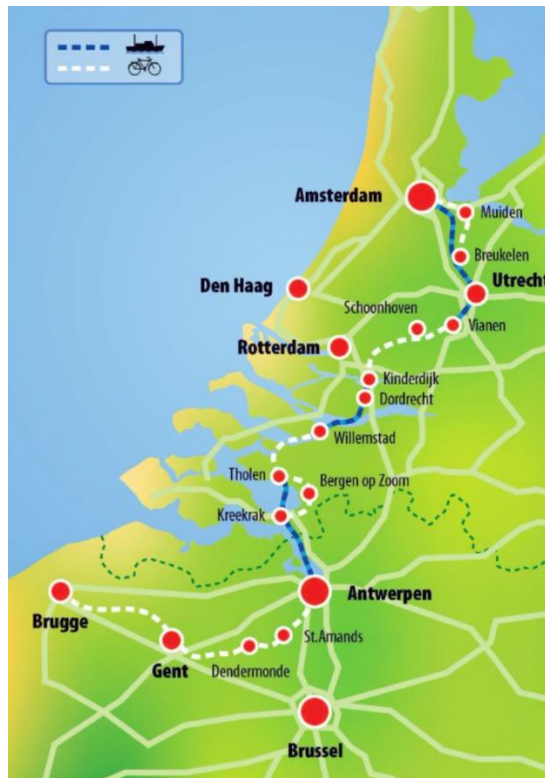 Amsterdam
Muiden
Breukelen
Den Haag
Utrecht
Schoonhoven
Vianen
Rotterdam
Kinderdijk
Dordrecht
Willemstad
Tholen
Bergen op Zoom
Kreekrak
Antwerpen
Brugge
St.Amands
Gent
Dendermonde
Brussel